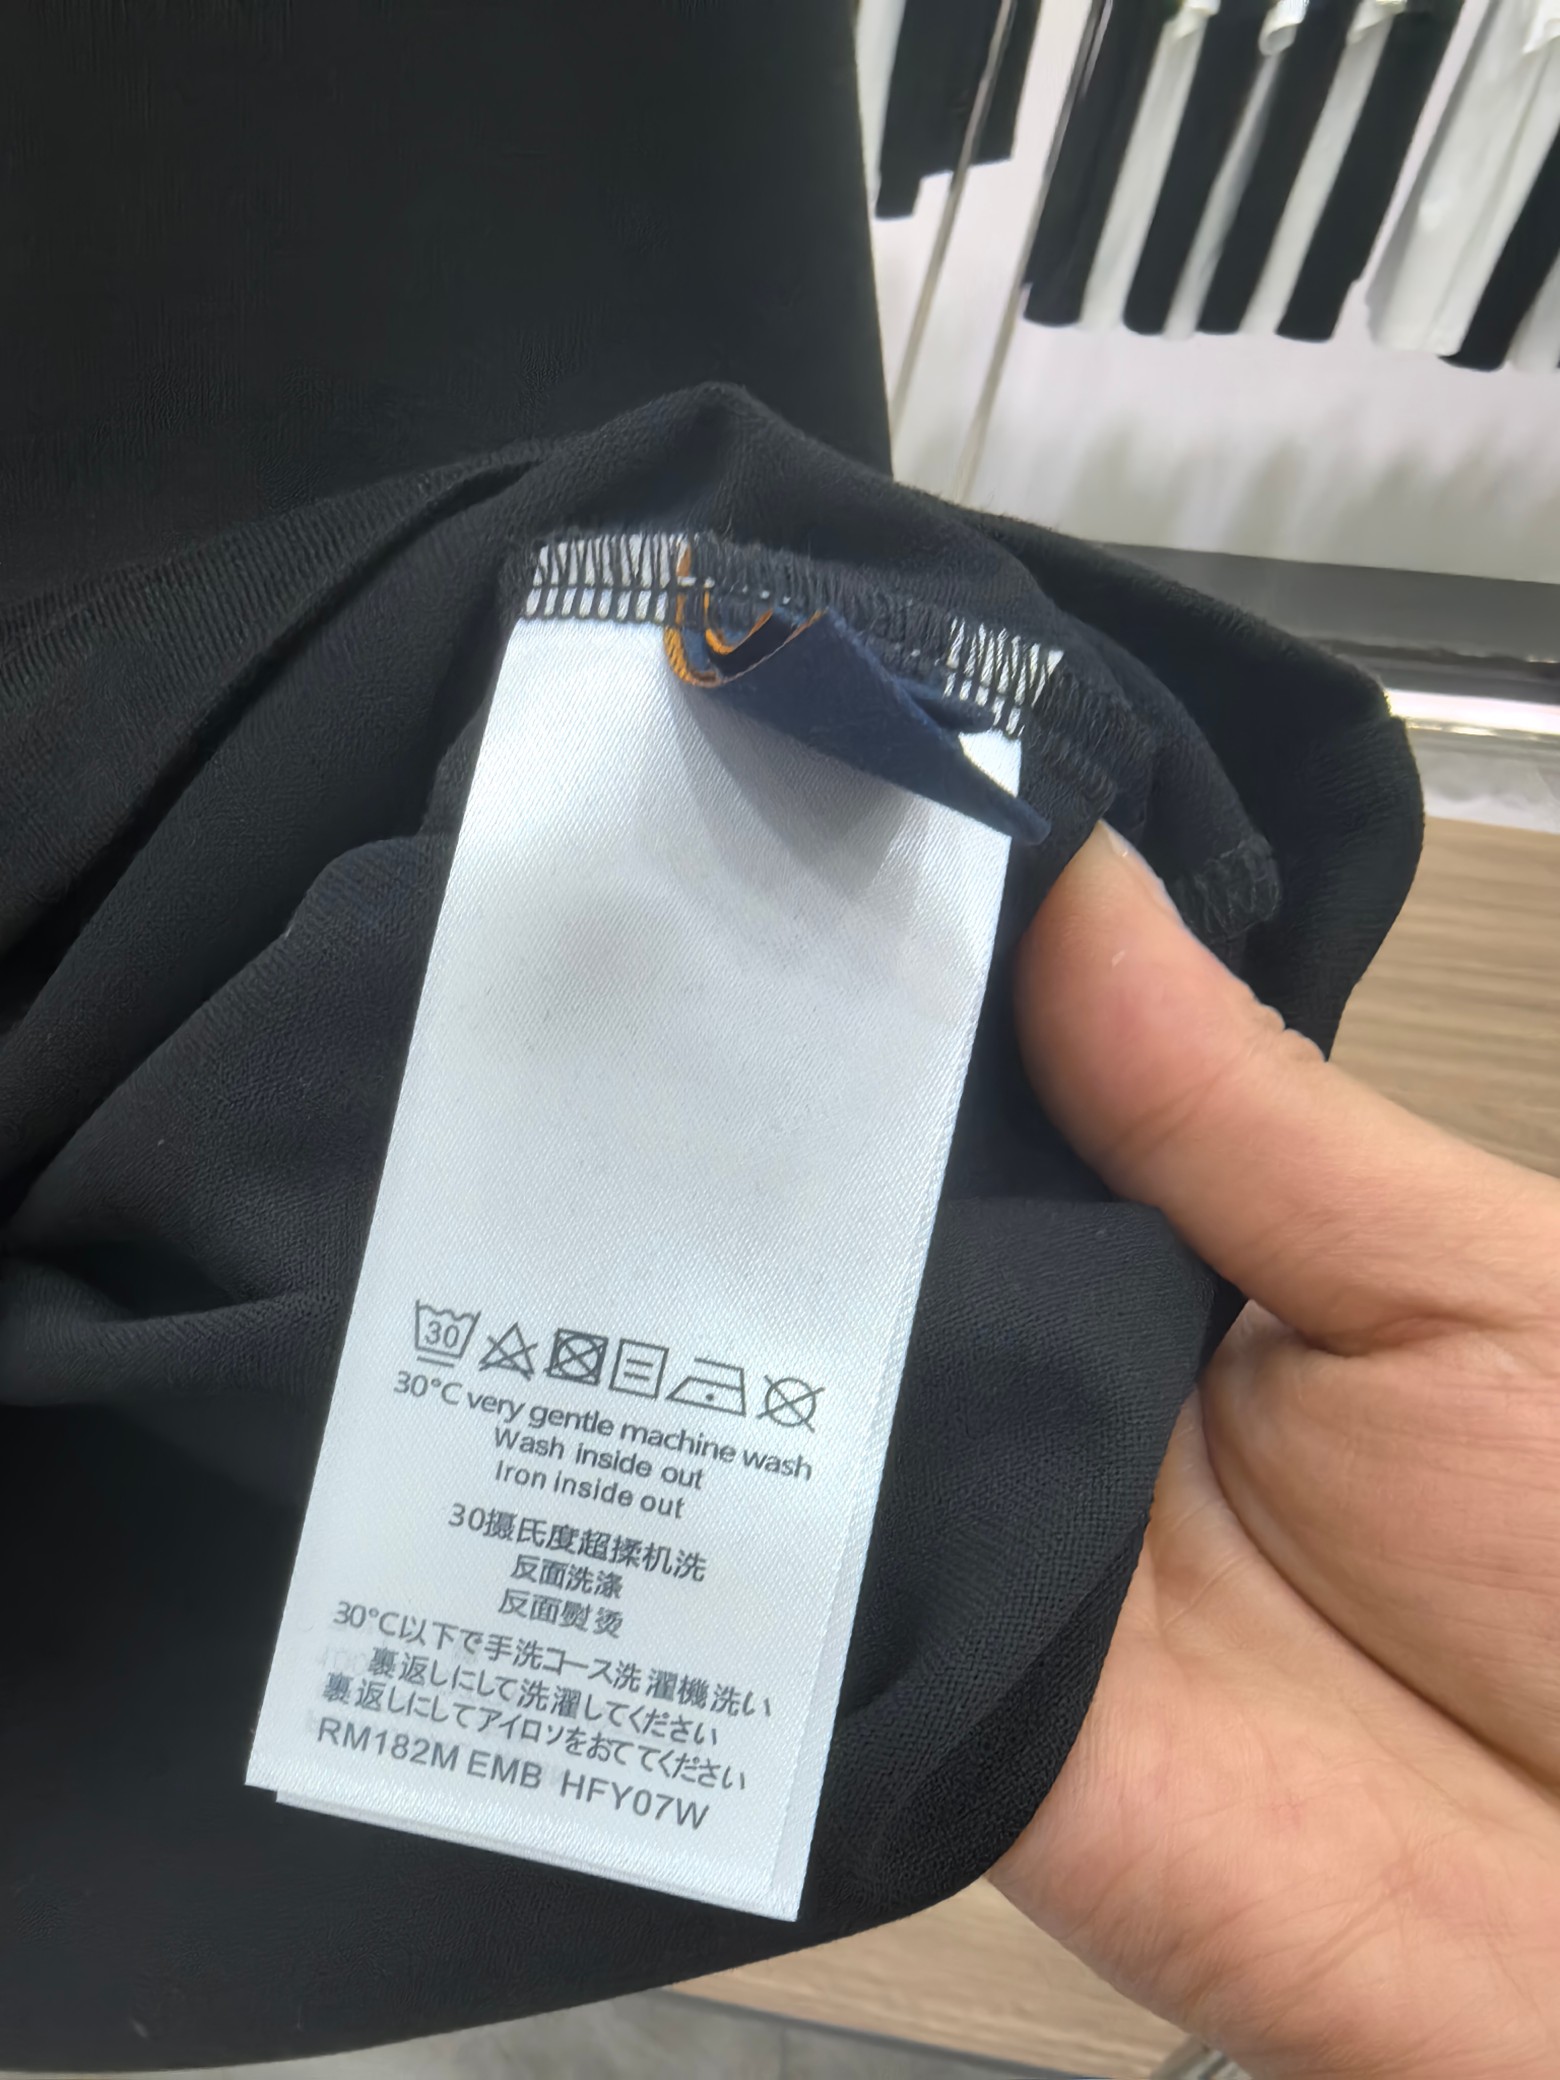 30
30°C very gentle machine wash
Wash inside out
Iron inside out
30摄氏度超揉机洗
反面洗涤
反面熨烫
30°C以下で手洗コース洗濯機洗い
裏返しにして洗濯してください
裏返しにしてアイロソをおててください
RM182M EMB HFY07W